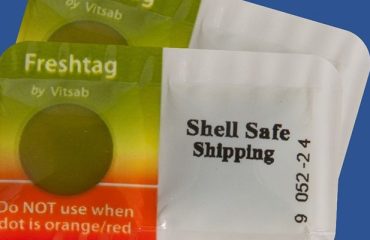 Freshtag
by Vitsab
Freshtag
by Vitsab
Shell Safe
Shipping
9 052-24
Do NOT use when
dot is orange/red